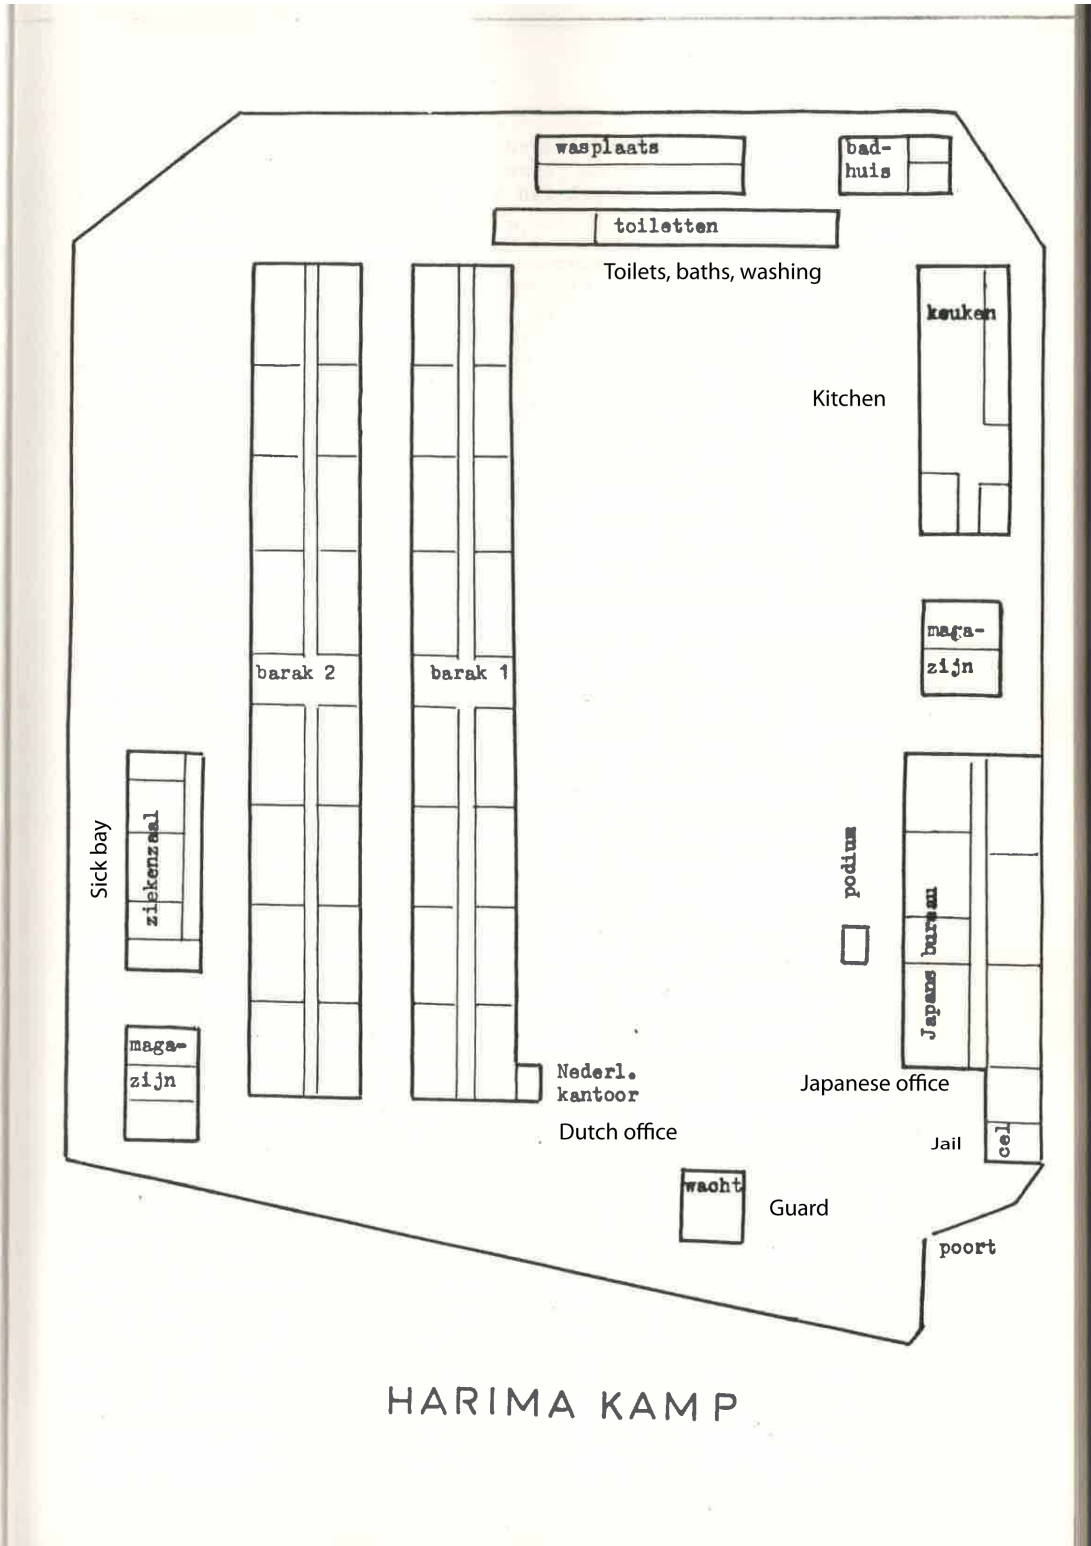 wasplaats
bad-
huis
toiletten
Toilets, baths, washing
keuken
Kitchen
maga-
zijn
barak 2
barak 1
Sick bay
ziekenzaal
podium
Japans bureau
maga-
zijn
Nederl.
kantoor
Japanese office
Dutch office
Jail
cel
wacht
Guard
poort
HARIMA KAMP